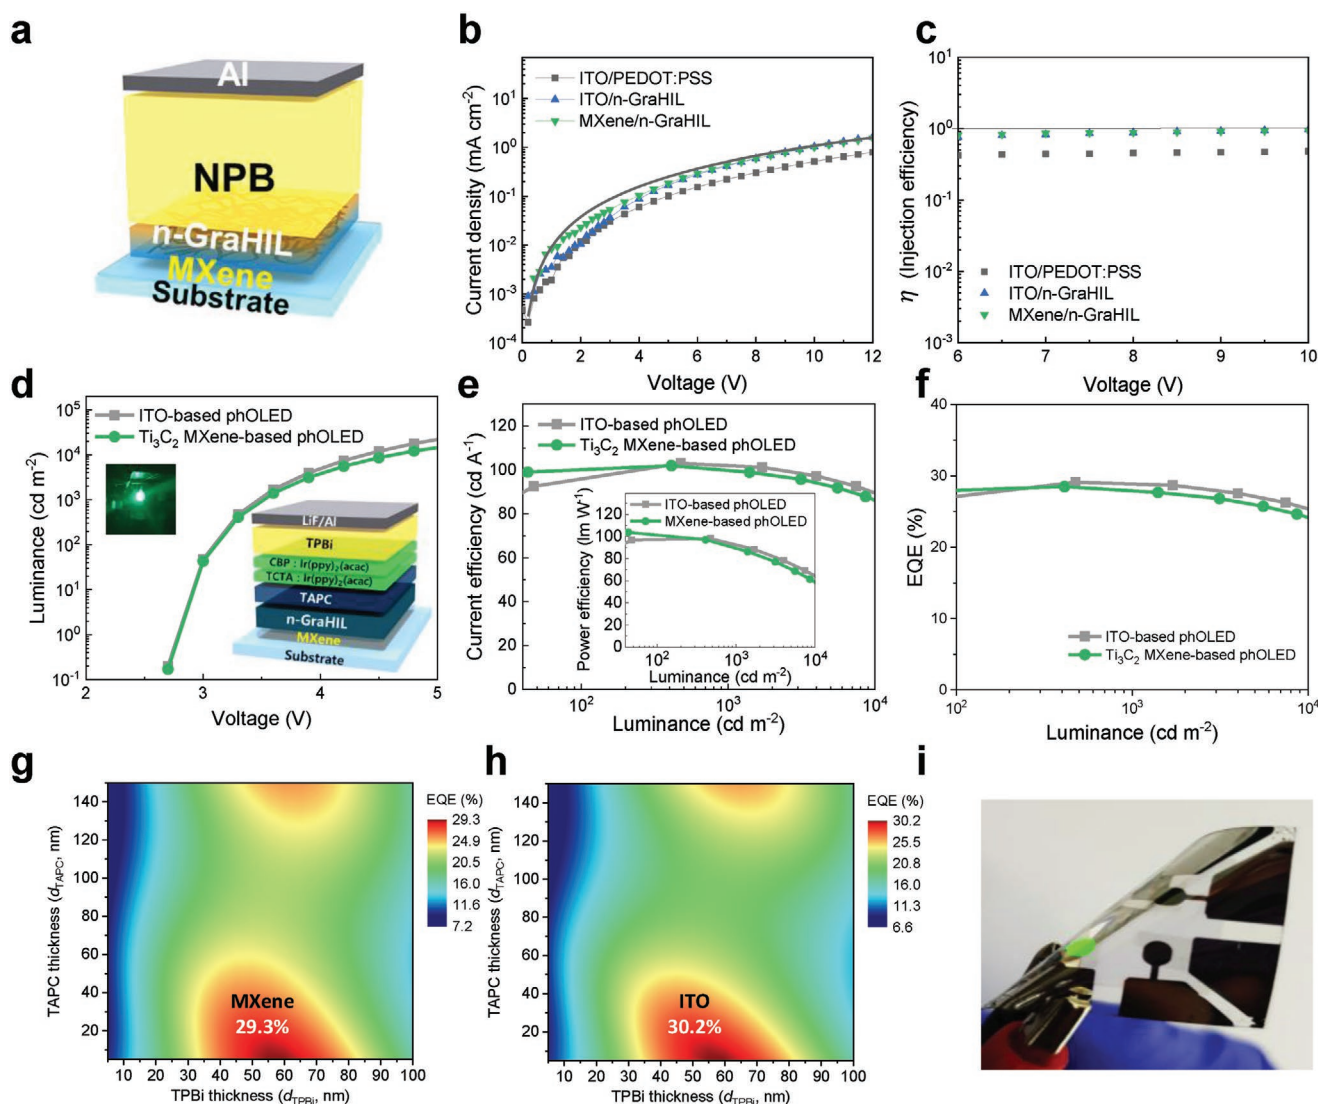 a
Al
NPB
n-GraHIL
MXene
Substrate
b
ITO/PEDOT:PSS
ITO/n-GraHIL
MXene/n-GraHIL
Current density (mA cm⁻²)
10¹
10⁰
10⁻¹
10⁻²
10⁻³
10⁻⁴
0 2 4 6 8 10 12
Voltage (V)
c
η (Injection efficiency)
10¹
10⁰
10⁻¹
10⁻²
10⁻³
ITO/PEDOT:PSS
ITO/n-GraHIL
MXene/n-GraHIL
6 7 8 9 10
Voltage (V)
d
ITO-based phOLED
Ti₃C₂ MXene-based phOLED
Luminance (cd m⁻²)
10⁵
10⁴
10³
10²
10¹
10⁰
10⁻¹
LiF/Al
TPBi
CBP : Ir(ppy)₂(acac)
TCTA : Ir(ppy)₂(acac)
TAPC
n-GraHIL
MXene
Substrate
2 3 4 5
Voltage (V)
e
ITO-based phOLED
Ti₃C₂ MXene-based phOLED
Current efficiency (cd A⁻¹)
120
100
80
60
40
20
0
ITO-based phOLED
MXene-based phOLED
Power efficiency (lm W⁻¹)
120
100
80
60
40
20
0
10² 10³ 10⁴
Luminance (cd m⁻²)
10² 10³ 10⁴
Luminance (cd m⁻²)
f
EQE (%)
40
30
20
10
0
ITO-based phOLED
Ti₃C₂ MXene-based phOLED
10² 10³ 10⁴
Luminance (cd m⁻²)
g
TAPC thickness (d_TAPC, nm)
140
120
100
80
60
40
20
MXene
29.3%
10 20 30 40 50 60 70 80 90 100
TPBi thickness (d_TPBi, nm)
EQE (%)
29.3
24.9
20.5
16.0
11.6
7.2
h
TAPC thickness (d_TAPC, nm)
140
120
100
80
60
40
20
ITO
30.2%
10 20 30 40 50 60 70 80 90 100
TPBi thickness (d_TPBi, nm)
EQE (%)
30.2
25.5
20.8
16.0
11.3
6.6
i